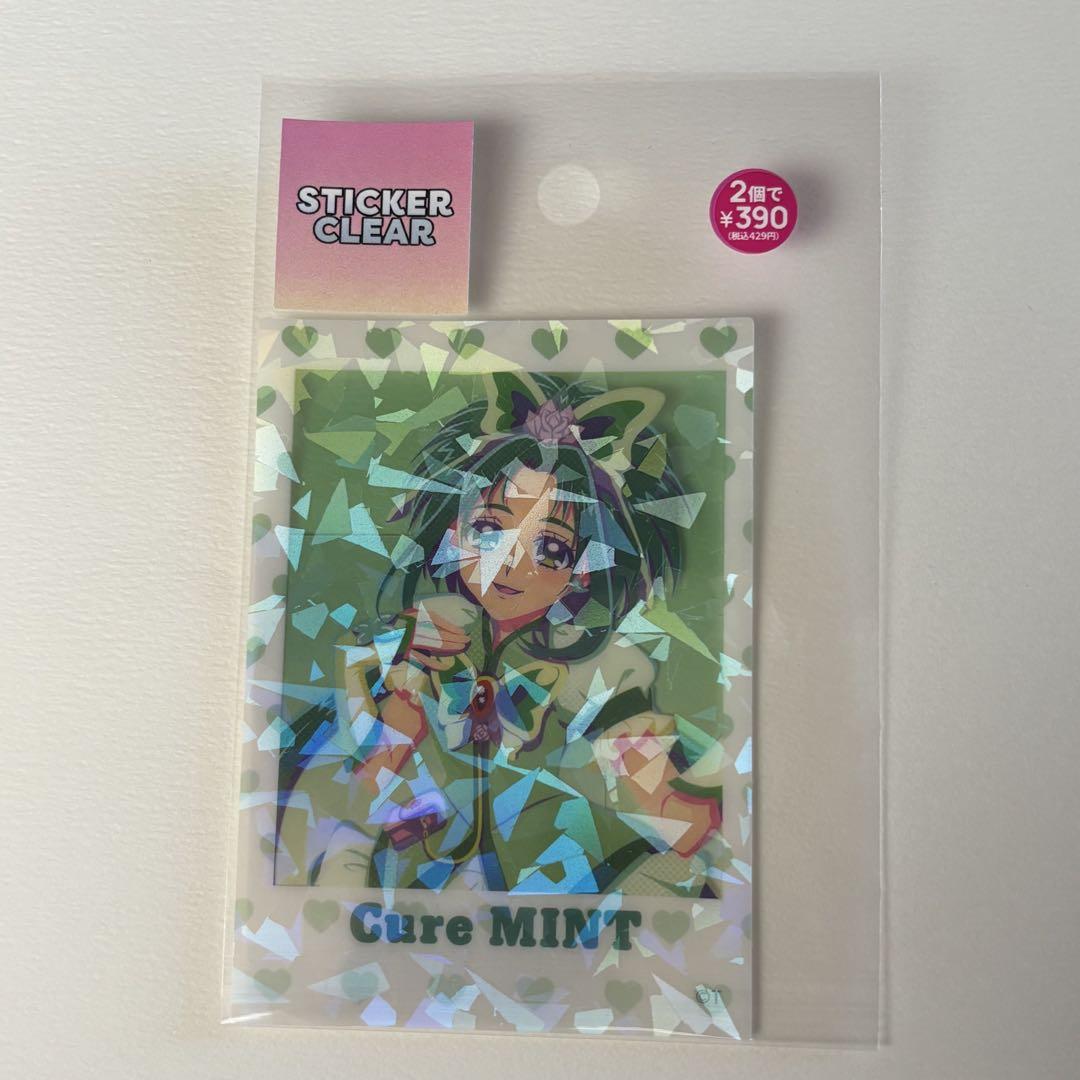 STICKER
CLEAR
2個で
¥390
(税込429円)
Cure MINT
©T